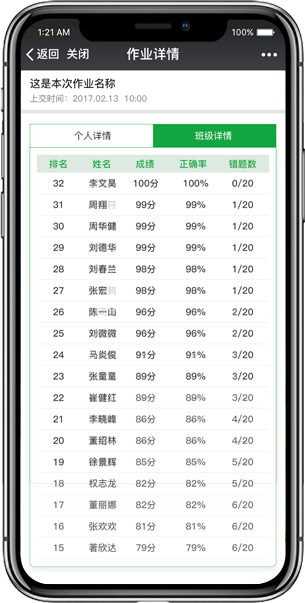 1:21 AM 100%
返回 关闭 作业详情
这是本次作业名称
上交时间：2017.02.13 10:00
个人详情 班级详情
排名 姓名 成绩 正确率 错题数
32 李文昊 100分 100% 0/20
31 周翔 99分 99% 1/20
30 周华健 99分 99% 1/20
29 刘德华 99分 99% 1/20
28 刘春兰 98分 98% 1/20
27 张宏 98分 98% 1/20
26 陈一山 96分 96% 2/20
25 刘微微 96分 96% 2/20
24 马炎俊 91分 91% 3/20
23 张童童 89分 89% 3/20
22 崔健红 89分 89% 3/20
21 李晓峰 86分 86% 4/20
20 董绍林 86分 86% 4/20
19 徐景辉 85分 85% 5/20
18 权志龙 82分 82% 5/20
17 董丽娜 82分 82% 6/20
16 张欢欢 81分 81% 6/20
15 著欣达 79分 79% 6/20